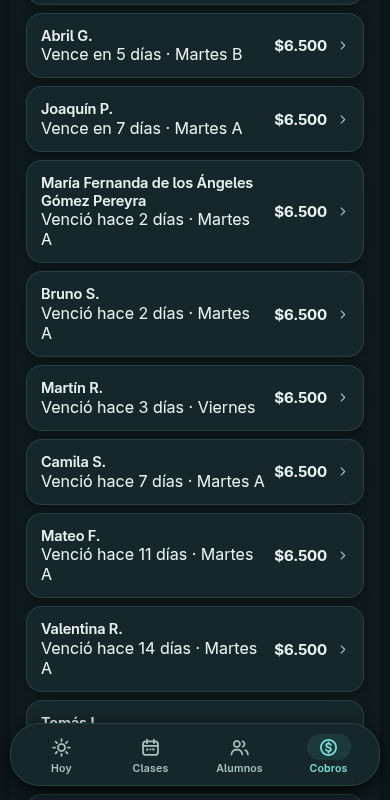 Abril G.
Vence en 5 días · Martes B
$6.500
Joaquín P.
Vence en 7 días · Martes A
$6.500
María Fernanda de los Ángeles
Gómez Pereyra
Venció hace 2 días · Martes
A
$6.500
Bruno S.
Venció hace 2 días · Martes
A
$6.500
Martín R.
Venció hace 3 días · Viernes
$6.500
Camila S.
Venció hace 7 días · Martes A
$6.500
Mateo F.
Venció hace 11 días · Martes
A
$6.500
Valentina R.
Venció hace 14 días · Martes
A
$6.500
Hoy
Clases
Alumnos
Cobros